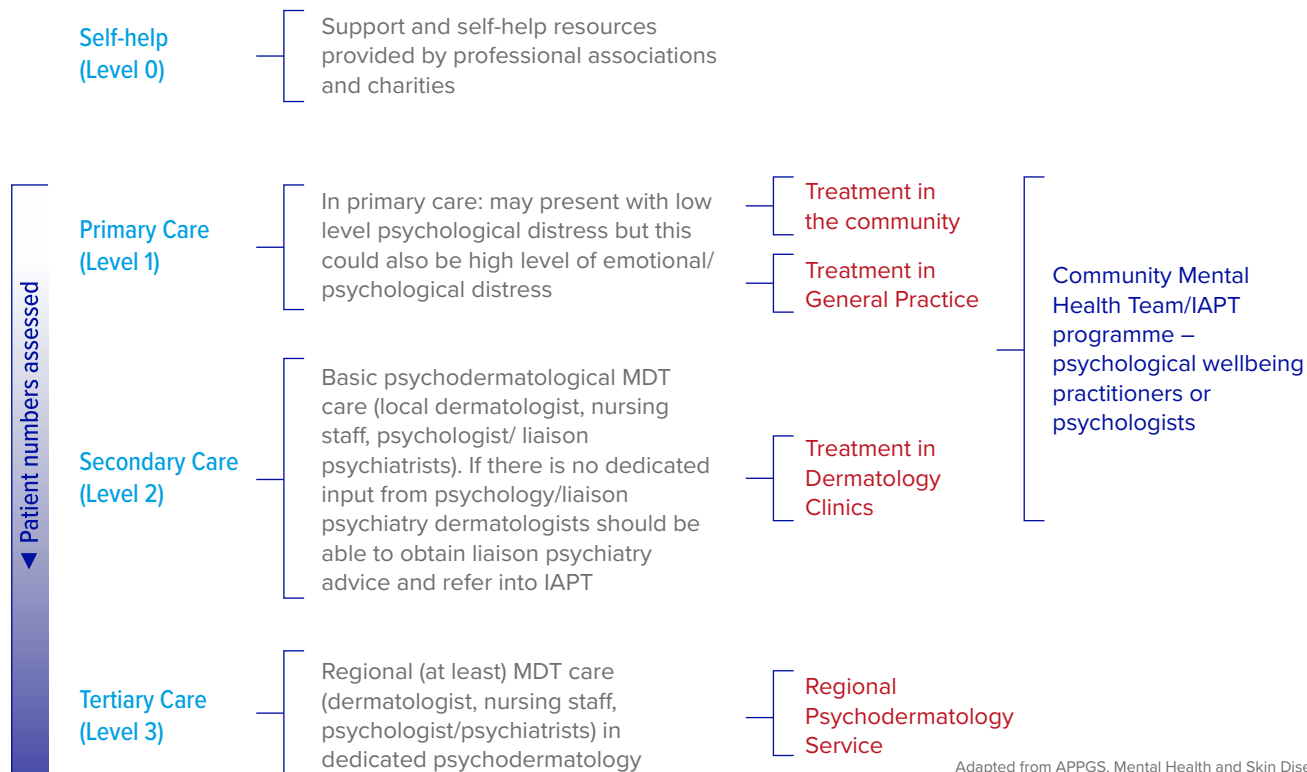 Self-help
(Level 0)
Support and self-help resources
provided by professional associations
and charities
◀ Patient numbers assessed
Primary Care
(Level 1)
In primary care: may present with low
level psychological distress but this
could also be high level of emotional/
psychological distress
Treatment in
the community
Treatment in
General Practice
Community Mental
Health Team/IAPT
programme –
psychological wellbeing
practitioners or
psychologists
Secondary Care
(Level 2)
Basic psychodermatological MDT
care (local dermatologist, nursing
staff, psychologist/ liaison
psychiatrists). If there is no dedicated
input from psychology/liaison
psychiatry dermatologists should be
able to obtain liaison psychiatry
advice and refer into IAPT
Treatment in
Dermatology
Clinics
Tertiary Care
(Level 3)
Regional (at least) MDT care
(dermatologist, nursing staff,
psychologist/psychiatrists) in
dedicated psychodermatology
Regional
Psychodermatology
Service
Adapted from APPGS, Mental Health and Skin